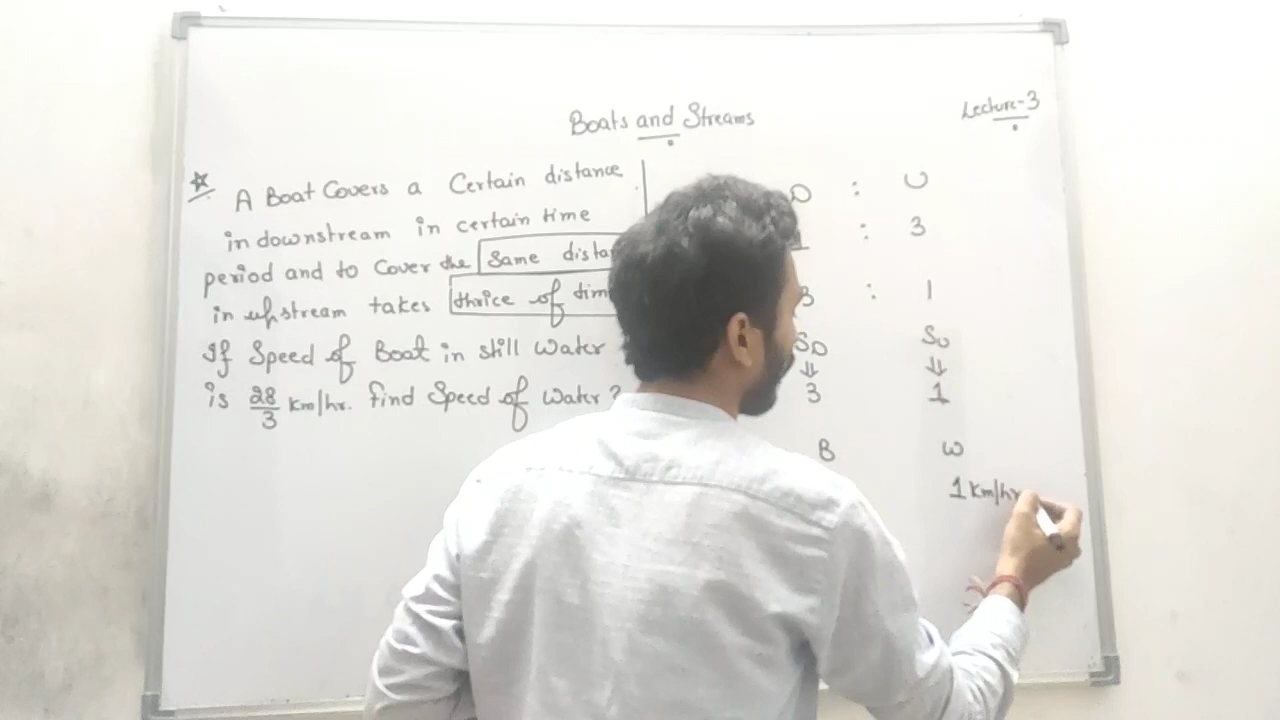 Boats and Streams
Lecture-3
A Boat Covers a Certain distance
in downstream in certain time
period and to Cover the Same
in upstream takes thrice of
If Speed of Boat in still water
is 28/3 Km/hr. find Speed of water?
D : U
: 3
3 : 1
SD SU
⇓ ⇓
3 1
B W
1 Km/hr